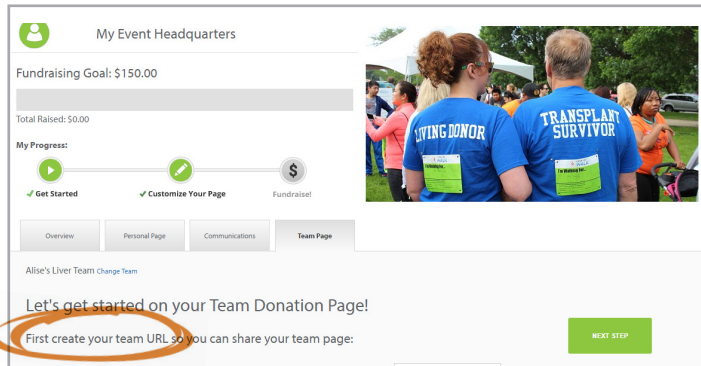 My Event Headquarters
Fundraising Goal: $150.00
Total Raised: $0.00
My Progress:
$
Get Started
Customize Your Page
Fundraise!
LIVING DONOR
TRANSPLANT
SURVIVOR
I'm Walking for...
Overview
Personal Page
Communications
Team Page
Alise's Liver Team Change Team
Let's get started on your Team Donation Page!
First create your team URL so you can share your team page:
NEXT STEP